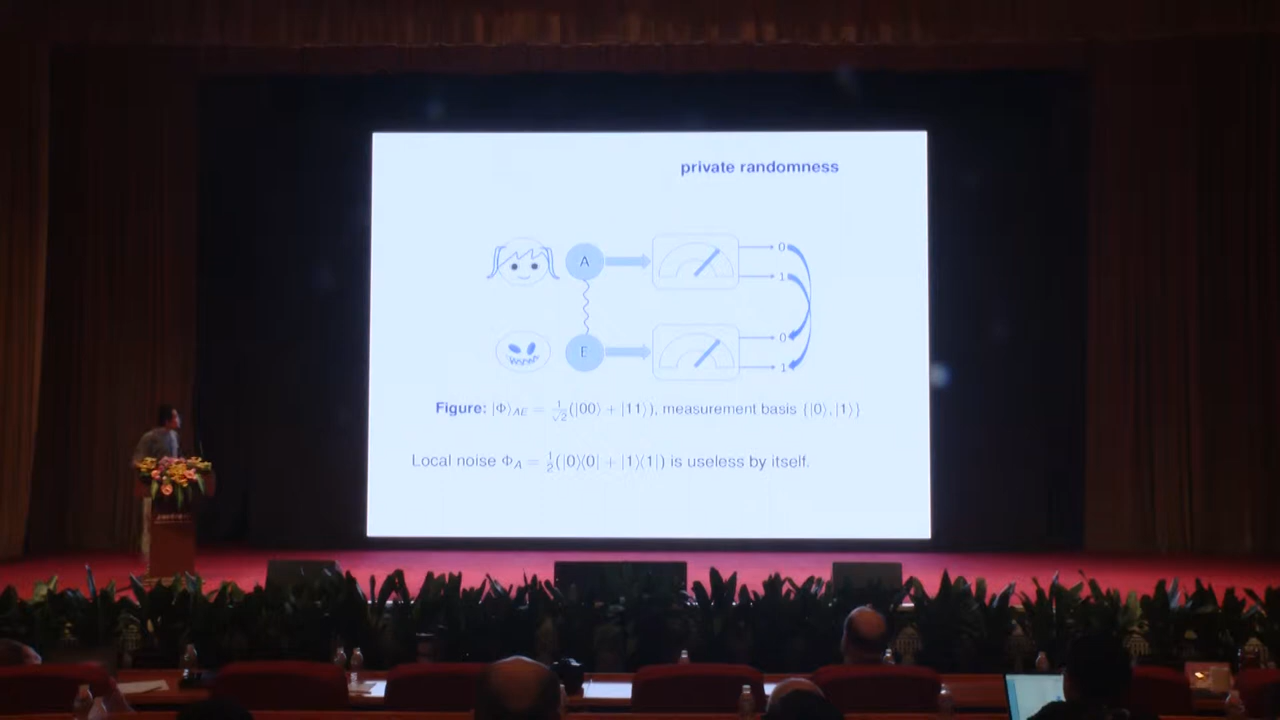 private randomness
A
0
1
E
0
1
Figure: |Φ⟩_AE = 1/√2(|00⟩ + |11⟩), measurement basis {|0⟩, |1⟩}
Local noise Φ_A = 1/2(|0⟩⟨0| + |1⟩⟨1|) is useless by itself.